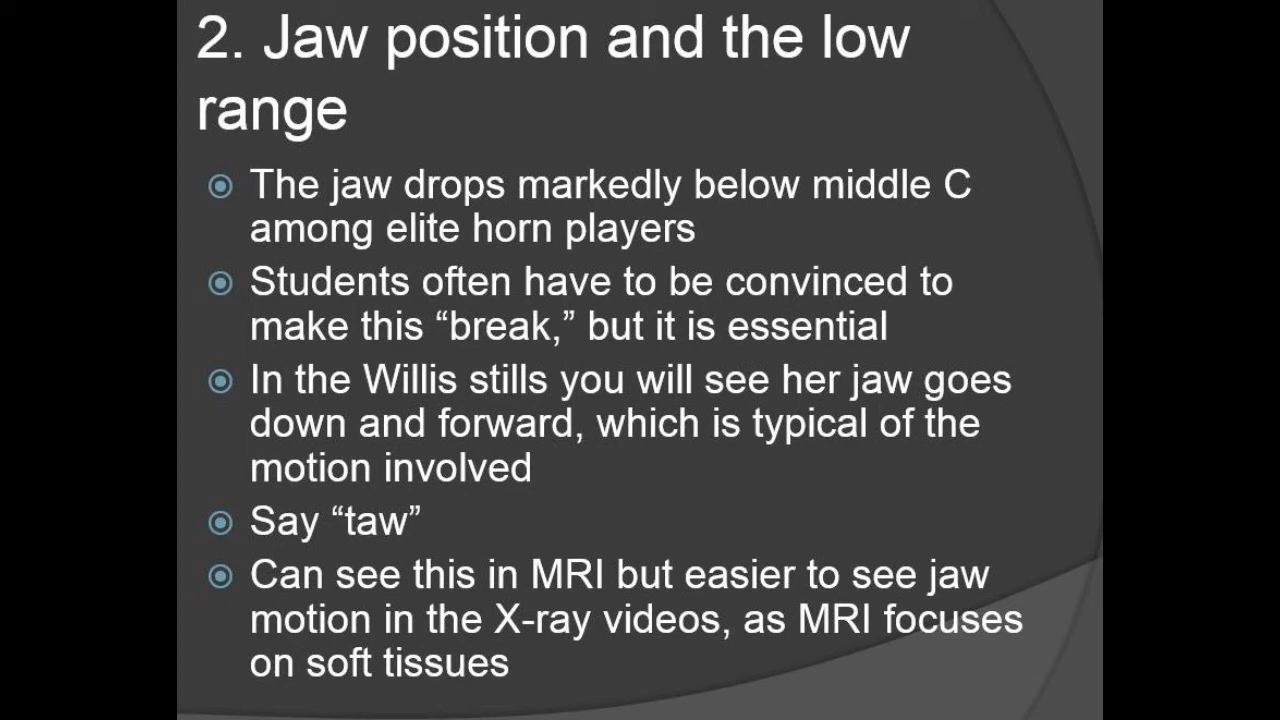 2. Jaw position and the low
range
The jaw drops markedly below middle C
among elite horn players
Students often have to be convinced to
make this “break,” but it is essential
In the Willis stills you will see her jaw goes
down and forward, which is typical of the
motion involved
Say “taw”
Can see this in MRI but easier to see jaw
motion in the X-ray videos, as MRI focuses
on soft tissues